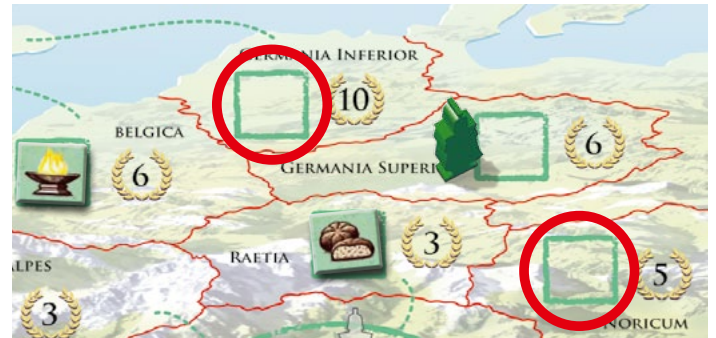 GERMANIA INFERIOR
10
BELGICA
6
GERMANIA SUPERI
6
RAETIA
3
5
ALPES
3
NORICUM